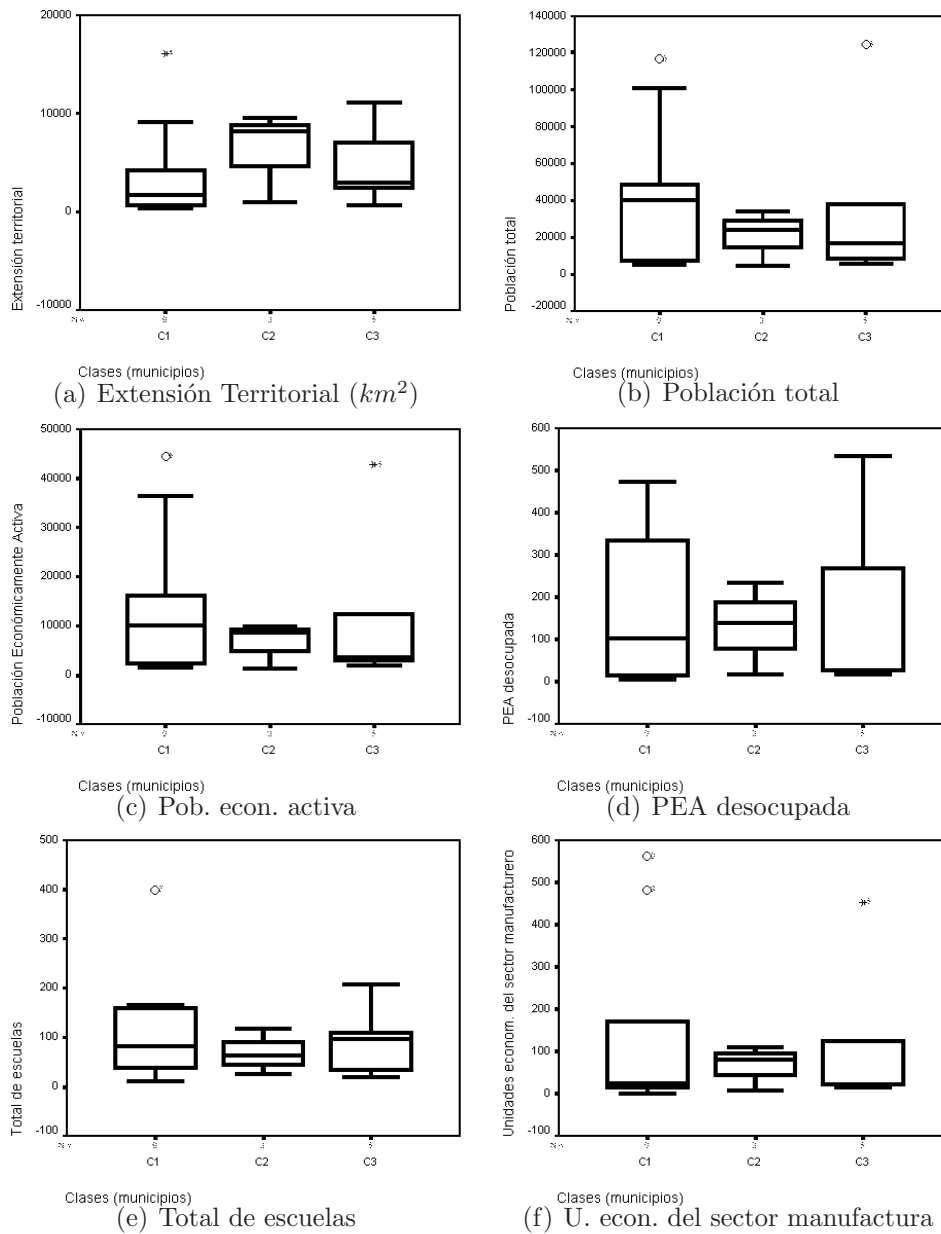 20000
10000
0
-10000
Extensión territorial
C1 C2 C3
Clases (municipios)
(a) Extensión Territorial (km²)
140000
120000
100000
80000
60000
40000
20000
0
-20000
Población total
C1 C2 C3
Clases (municipios)
(b) Población total
50000
40000
30000
20000
10000
0
-10000
Población Económicamente Activa
C1 C2 C3
Clases (municipios)
(c) Pob. econ. activa
600
500
400
300
200
100
0
-100
PEA desocupada
C1 C2 C3
Clases (municipios)
(d) PEA desocupada
500
400
300
200
100
0
-100
Total de escuelas
C1 C2 C3
Clases (municipios)
(e) Total de escuelas
600
500
400
300
200
100
0
-100
Unidades econom. del sector manufacturero
C1 C2 C3
Clases (municipios)
(f) U. econ. del sector manufactura